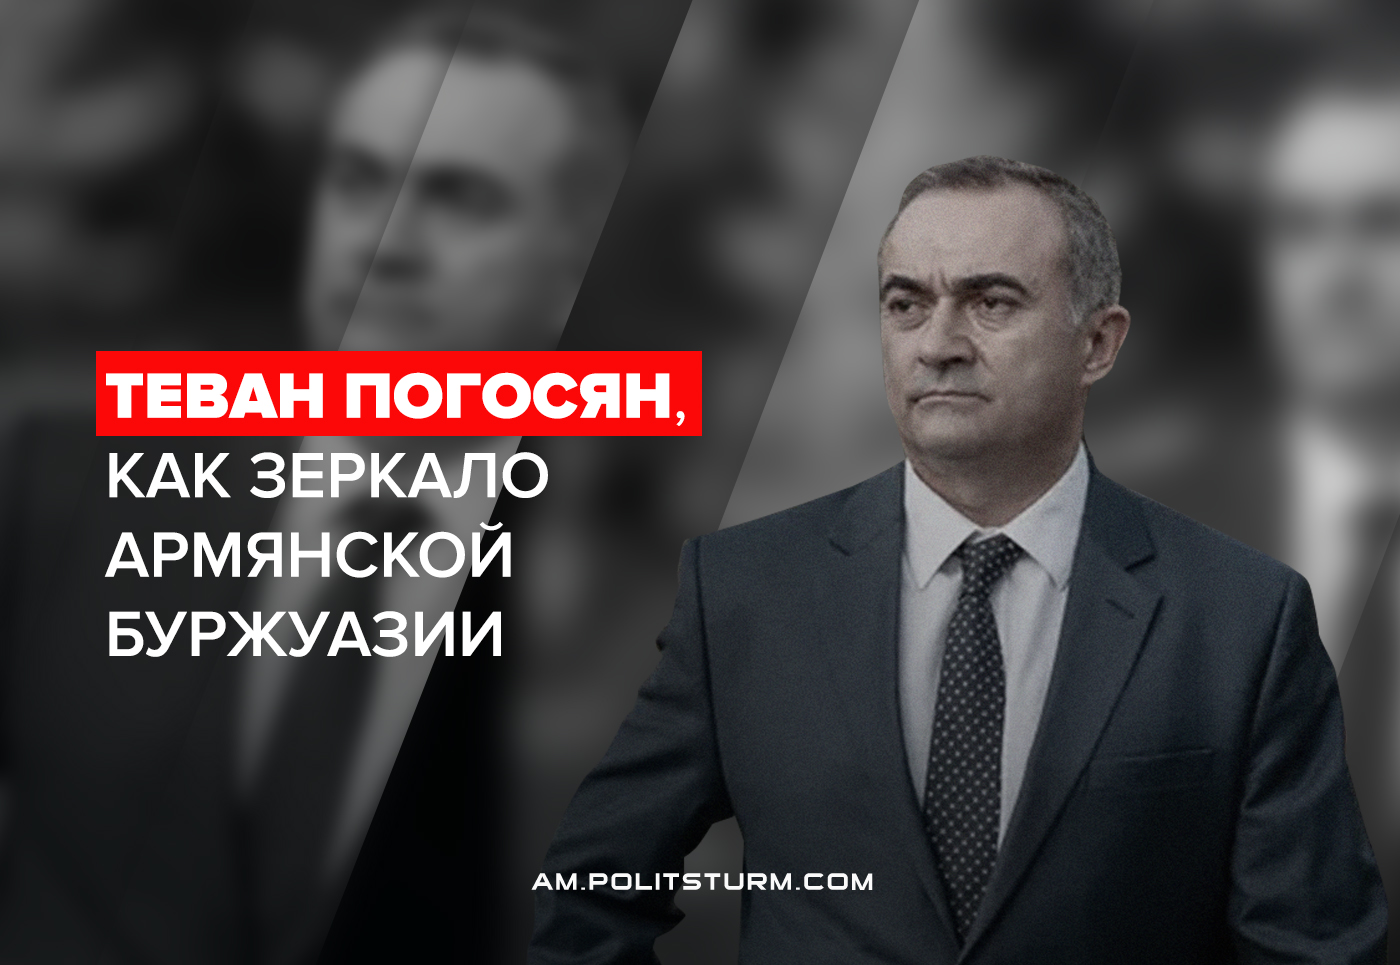 ТЕВАН ПОГОСЯН,
КАК ЗЕРКАЛО
АРМЯНСКОЙ
БУРЖУАЗИИ
AM.POLITSTURM.COM